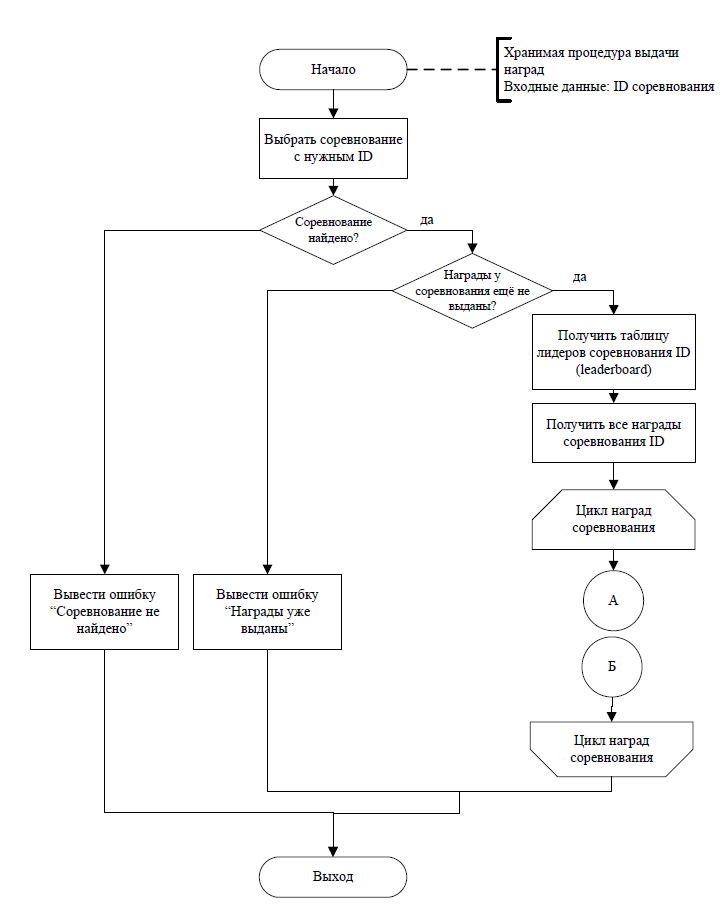 Начало
Хранимая процедура выдачи
наград
Входные данные: ID соревнования
Выбрать соревнование
с нужным ID
Соревнование
найдено?
да
Награды у
соревнования ещё не
выданы?
да
Получить таблицу
лидеров соревнования ID
(leaderboard)
Получить все награды
соревнования ID
Цикл наград
соревнования
А
Вывести ошибку
“Соревнование не
найдено”
Вывести ошибку
“Награды уже
выданы”
Б
Цикл наград
соревнования
Выход